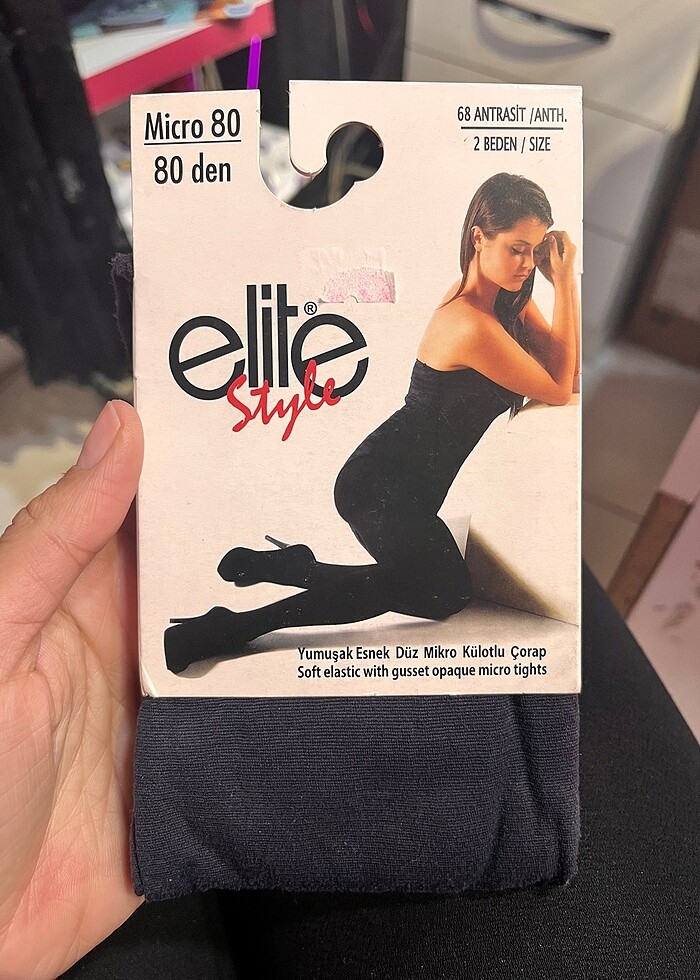 Micro 80
80 den
68 ANTRASİT /ANTH.
2 BEDEN / SIZE
elite®
Style
Yumuşak Esnek Düz Mikro Külotlu Çorap
Soft elastic with gusset opaque micro tights